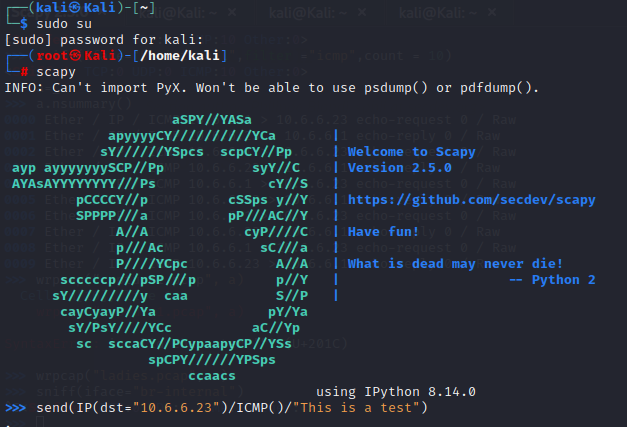 (kali㉿Kali)-[~]
$ sudo su
[sudo] password for kali:
(root㉿Kali)-[/home/kali]
# scapy
INFO: Can't import PyX. Won't be able to use psdump() or pdfdump().
aSPY//YASa
apyyyyCY//////////YCa |
sY//////YSpcs scpCY//Pp | Welcome to Scapy
ayp ayyyyyyySCP//Pp syY//C | Version 2.5.0
AYAsAYYYYYYYY///Ps cY//S |
pCCCCY//p cSSps y//Y | https://github.com/secdev/scapy
SPPPP///a pP///AC//Y |
A//A cyP////C | Have fun!
p///Ac sC///a |
P////YCpc A//A | What is dead may never die!
scccccp///pSP///p p//Y | -- Python 2
sY/////////y caa S//P |
cayCyayP//Ya pY/Ya
sY/PsY////YCc aC//Yp
sc sccaCY//PCypaapyCP//YSs
spCPY//////YPSps
ccaacs
using IPython 8.14.0
>>> send(IP(dst="10.6.6.23")/ICMP()/"This is a test")